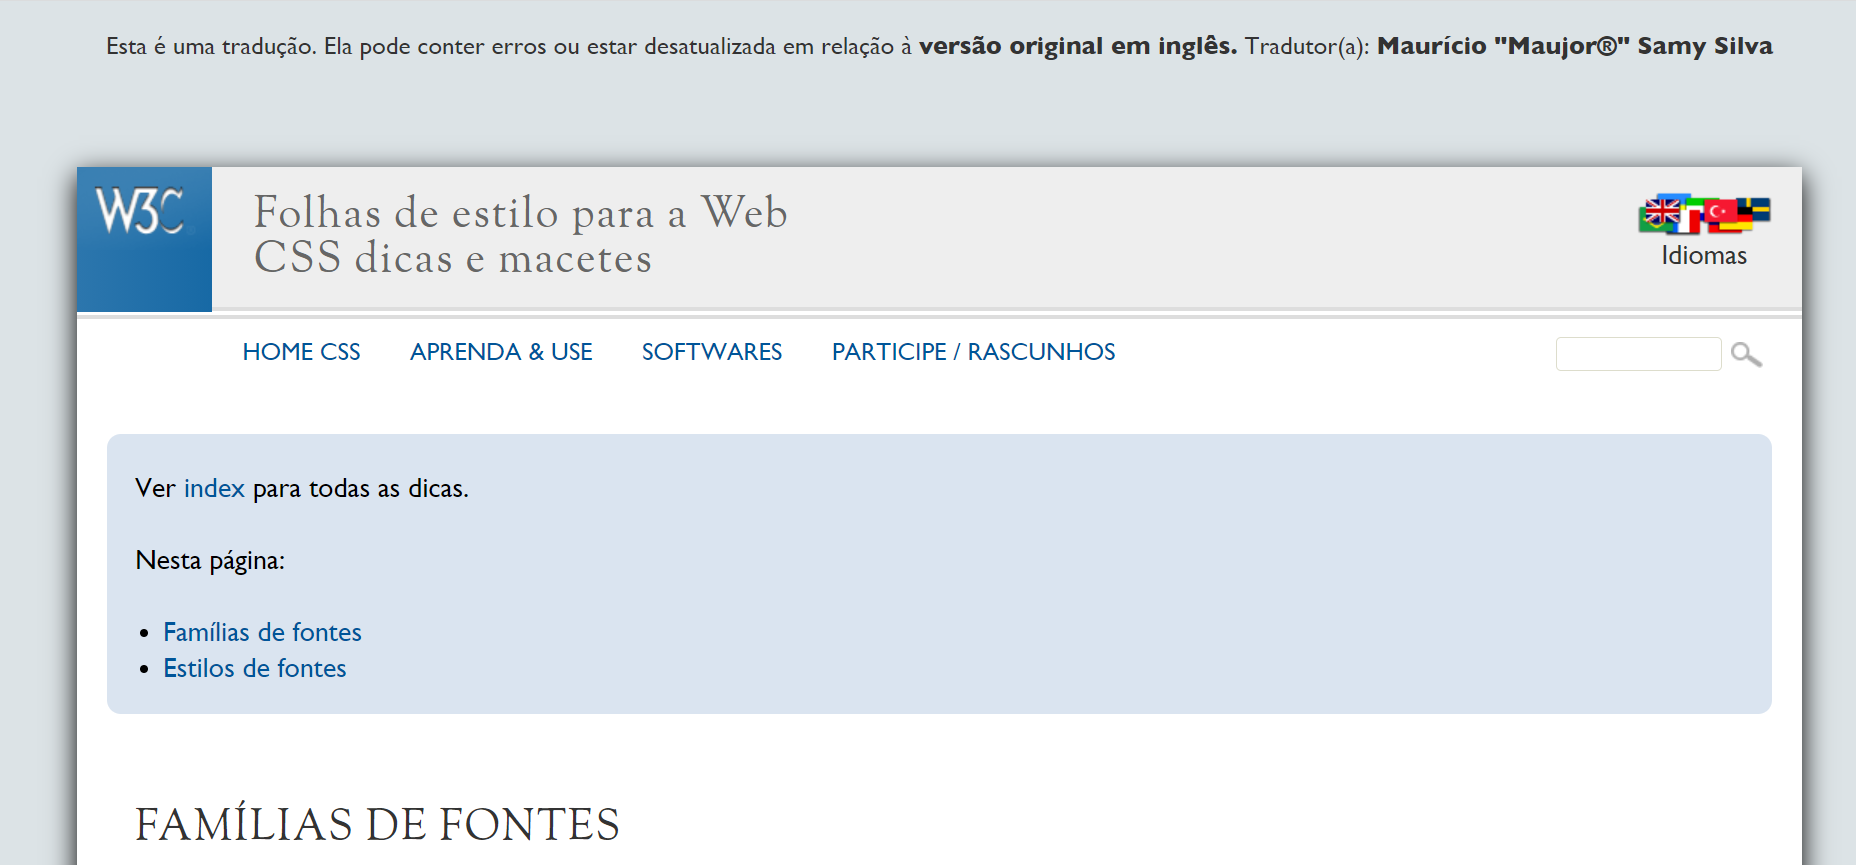 Esta é uma tradução. Ela pode conter erros ou estar desatualizada em relação à versão original em inglês. Tradutor(a): Maurício "Maujor®" Samy Silva
W3C
Folhas de estilo para a Web
CSS dicas e macetes
Idiomas
HOME CSS APRENDA & USE SOFTWARES PARTICIPE / RASCUNHOS
Ver index para todas as dicas.
Nesta página:
• Famílias de fontes
• Estilos de fontes
FAMÍLIAS DE FONTES